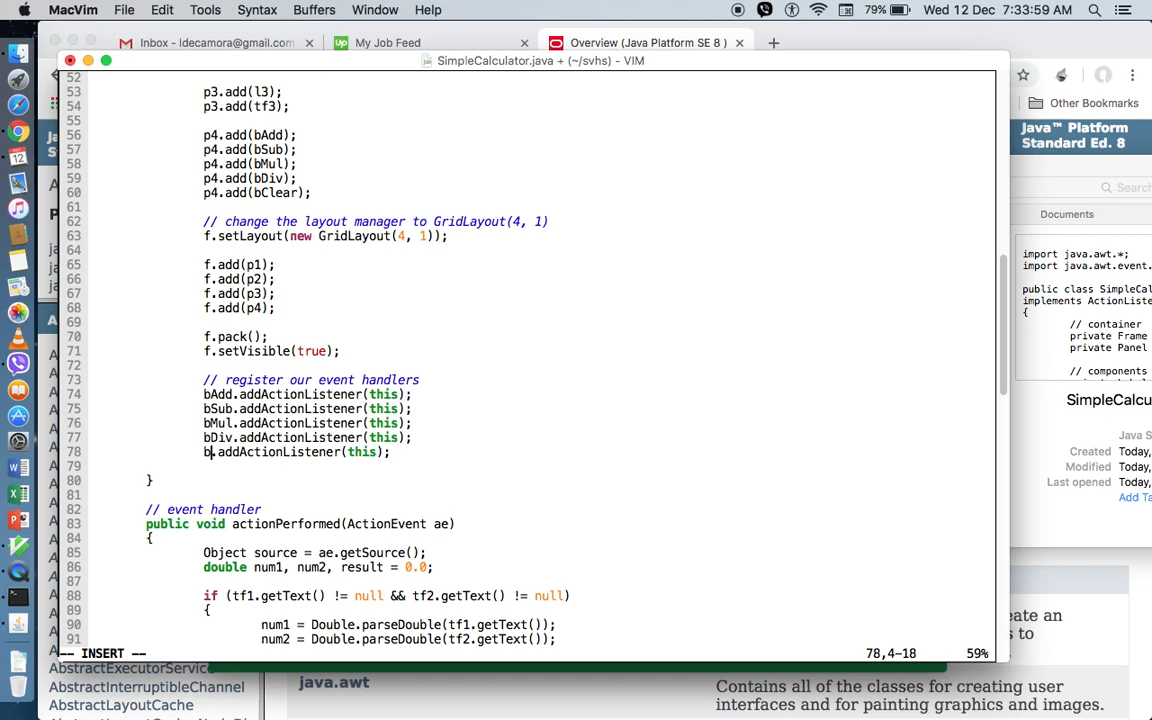 MacVim File Edit Tools Syntax Buffers Window Help 79% Wed 12 Dec 7:33:59 AM
Inbox - ldecamora@gmail.com
My Job Feed
Overview (Java Platform SE 8 )
SimpleCalculator.java + (~/svhs) - VIM
Other Bookmarks
Java™ Platform
Standard Ed. 8
Search
Documents
52
53 p3.add(l3);
54 p3.add(tf3);
55
56 p4.add(bAdd);
57 p4.add(bSub);
58 p4.add(bMul);
59 p4.add(bDiv);
60 p4.add(bClear);
61
62 // change the layout manager to GridLayout(4, 1)
63 f.setLayout(new GridLayout(4, 1));
64
65 f.add(p1);
66 f.add(p2);
67 f.add(p3);
68 f.add(p4);
69
70 f.pack();
71 f.setVisible(true);
72
73 // register our event handlers
74 bAdd.addActionListener(this);
75 bSub.addActionListener(this);
76 bMul.addActionListener(this);
77 bDiv.addActionListener(this);
78 b.addActionListener(this);
79
80 }
81
82 // event handler
83 public void actionPerformed(ActionEvent ae)
84 {
85 Object source = ae.getSource();
86 double num1, num2, result = 0.0;
87
88 if (tf1.getText() != null && tf2.getText() != null)
89 {
90 num1 = Double.parseDouble(tf1.getText());
91 num2 = Double.parseDouble(tf2.getText());
-- INSERT -- 78,4-18 59%
import java.awt.*;
import java.awt.event.
public class SimpleCal
implements ActionListe
{
// container
private Frame
private Panel
// components
SimpleCalcu
Java S
Created Today,
Modified Today,
Last opened Today,
Add Ta
AbstractExecutorService
AbstractInterruptibleChannel
AbstractLayoutCache
java.awt
eate an
s to
Contains all of the classes for creating user
interfaces and for painting graphics and images.